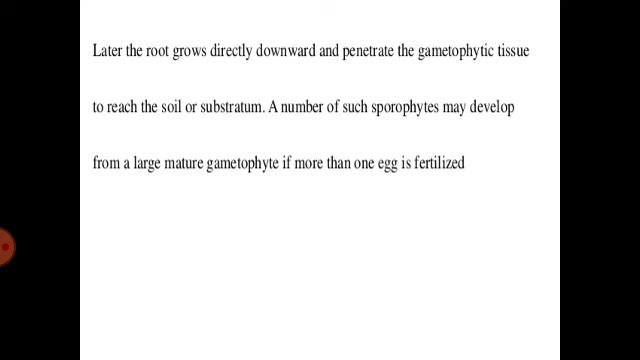 Later the root grows directly downward and penetrate the gametophytic tissue
to reach the soil or substratum. A number of such sporophytes may develop
from a large mature gametophyte if more than one egg is fertilized